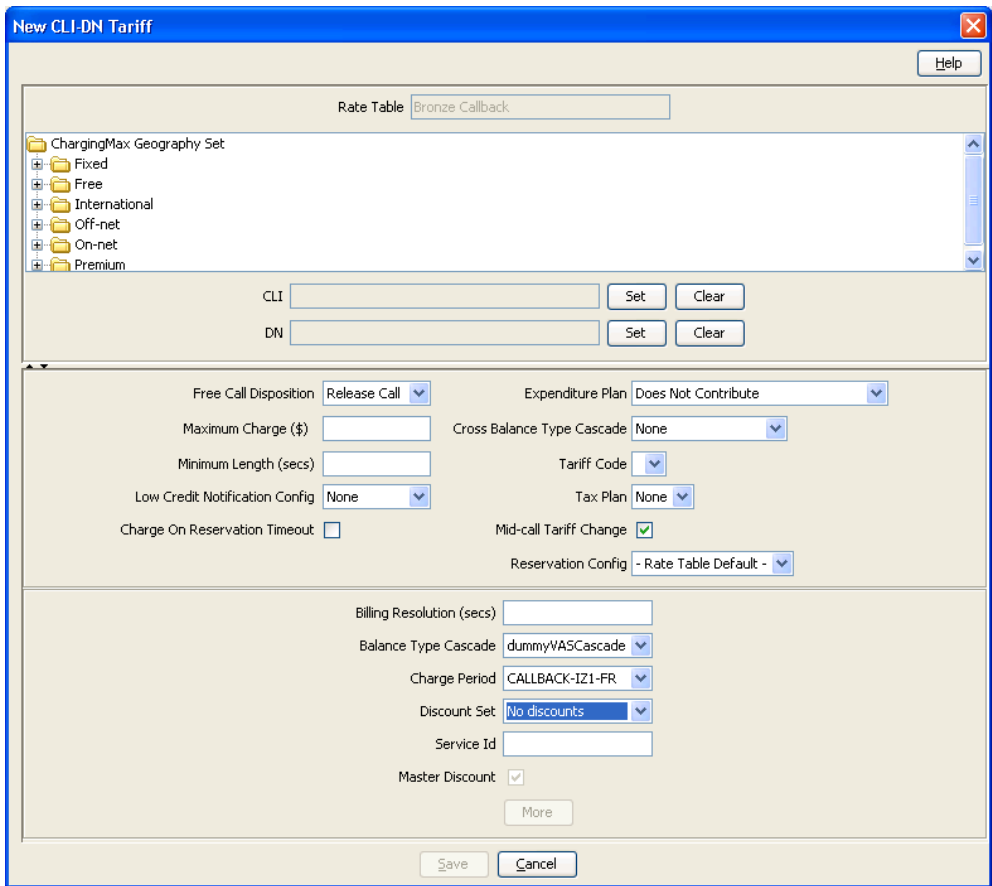 New CLI-DN Tariff
Help
Rate Table Bronze Callback
ChargingMax Geography Set
Fixed
Free
International
Off-net
On-net
Premium
CLI Set Clear
DN Set Clear
Free Call Disposition Release Call Expenditure Plan Does Not Contribute
Maximum Charge ($) Cross Balance Type Cascade None
Minimum Length (secs) Tariff Code
Low Credit Notification Config None Tax Plan None
Charge On Reservation Timeout Mid-call Tariff Change
Reservation Config - Rate Table Default -
Billing Resolution (secs)
Balance Type Cascade dummyVASCascade
Charge Period CALLBACK-IZ1-FR
Discount Set No discounts
Service Id
Master Discount
More
Save Cancel